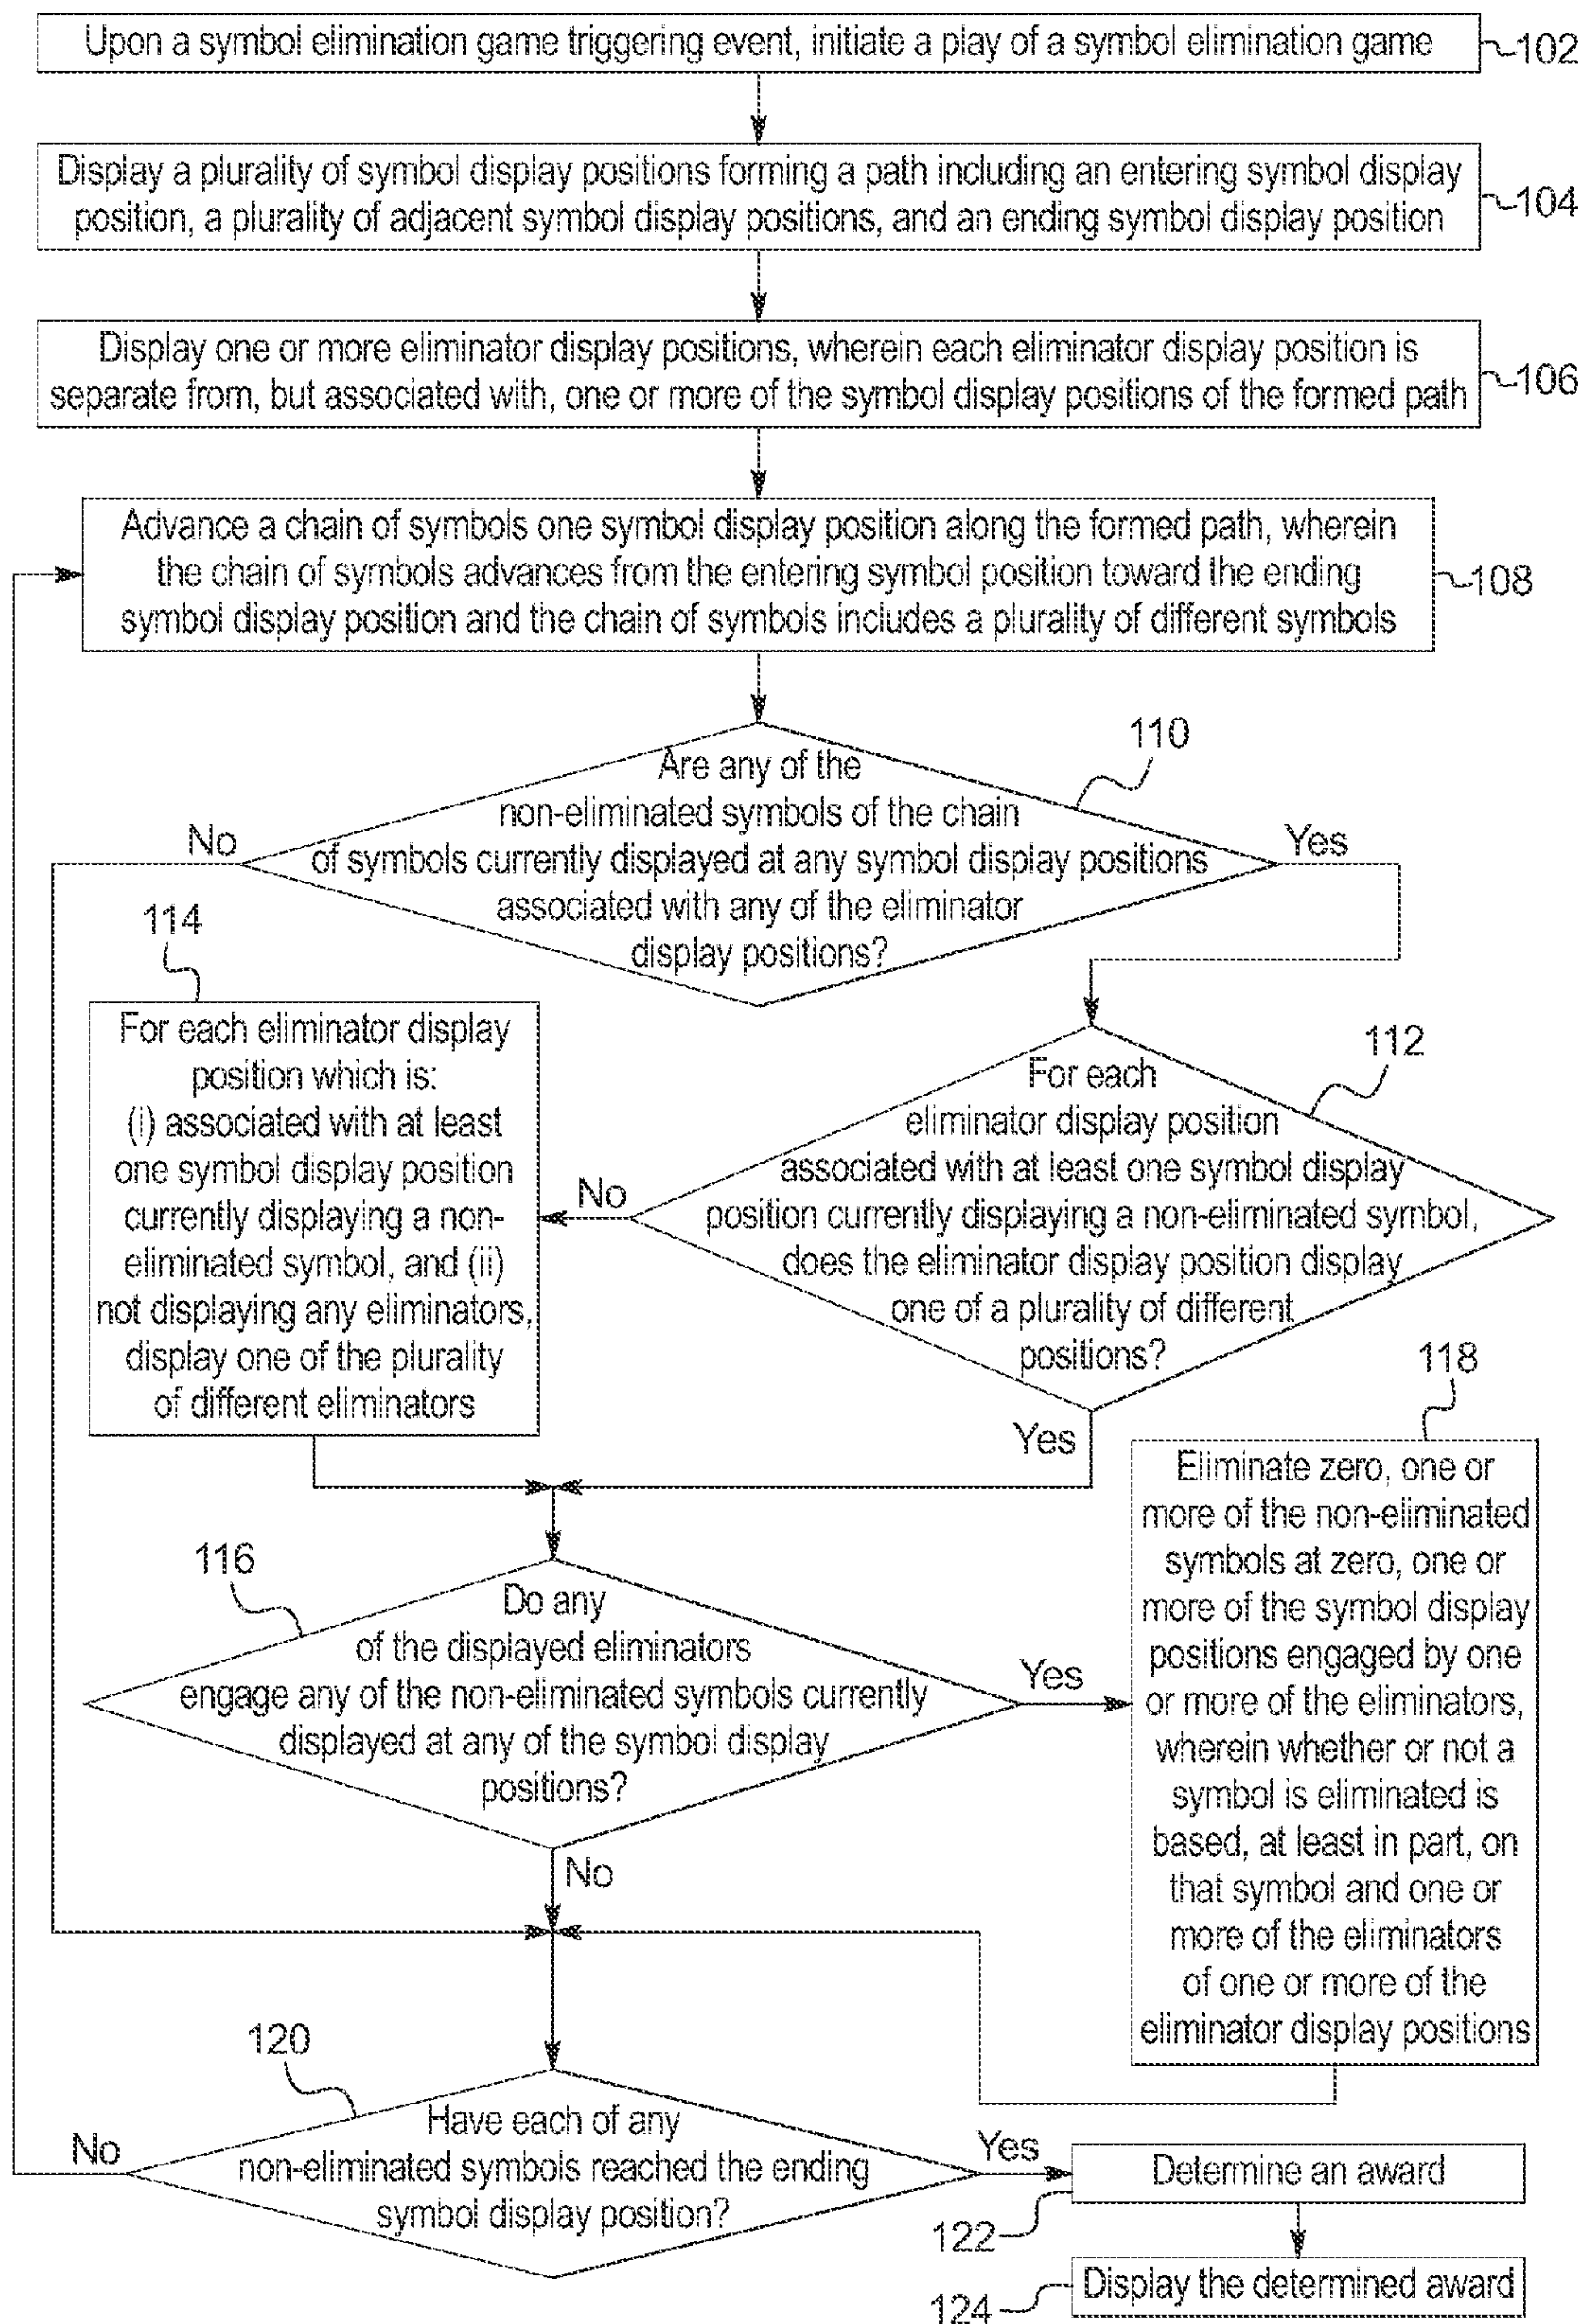 Upon a symbol elimination game triggering event, initiate a play of a symbol elimination game
102
Display a plurality of symbol display positions forming a path including an entering symbol display
position, a plurality of adjacent symbol display positions, and an ending symbol display position
104
Display one or more eliminator display positions, wherein each eliminator display position is
separate from, but associated with, one or more of the symbol display positions of the formed path
106
Advance a chain of symbols one symbol display position along the formed path, wherein
the chain of symbols advances from the entering symbol position toward the ending
symbol display position and the chain of symbols includes a plurality of different symbols
108
110
Are any of the
non-eliminated symbols of the chain
of symbols currently displayed at any symbol display positions
associated with any of the eliminator
display positions?
No
Yes
114
For each eliminator display
position which is:
(i) associated with at least
one symbol display position
currently displaying a non-
eliminated symbol, and (ii)
not displaying any eliminators,
display one of the plurality
of different eliminators
112
For each
eliminator display position
associated with at least one symbol display
position currently displaying a non-eliminated symbol,
does the eliminator display position display
one of a plurality of different
positions?
No
Yes
118
Eliminate zero, one or
more of the non-eliminated
symbols at zero, one or
more of the symbol display
positions engaged by one
or more of the eliminators,
wherein whether or not a
symbol is eliminated is
based, at least in part, on
that symbol and one or
more of the eliminators
of one or more of the
eliminator display positions
116
Do any
of the displayed eliminators
engage any of the non-eliminated symbols currently
displayed at any of the symbol display
positions?
Yes
No
120
Have each of any
non-eliminated symbols reached the ending
symbol display position?
No
Yes
Determine an award
122
Display the determined award
124